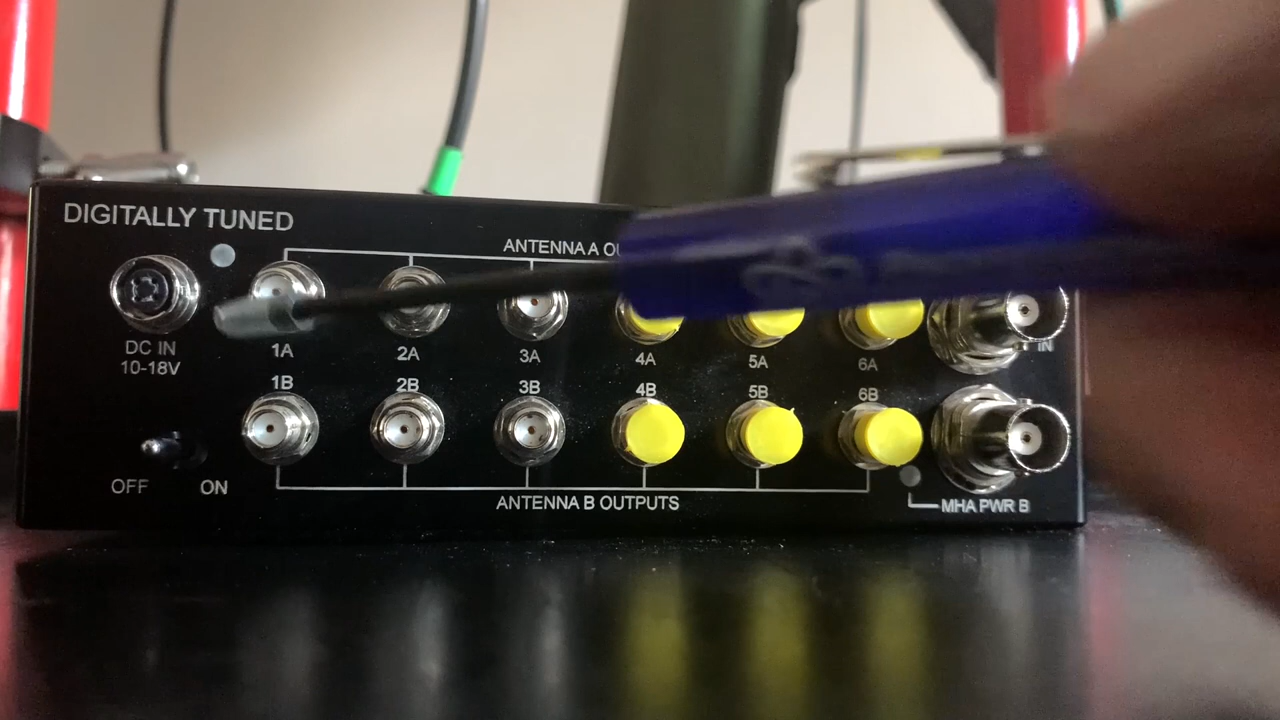 DIGITALLY TUNED
ANTENNA A OU
DC IN
10-18V
1A
2A
3A
4A
5A
6A
IN
1B
2B
3B
4B
5B
6B
OFF
ON
ANTENNA B OUTPUTS
MHA PWR B